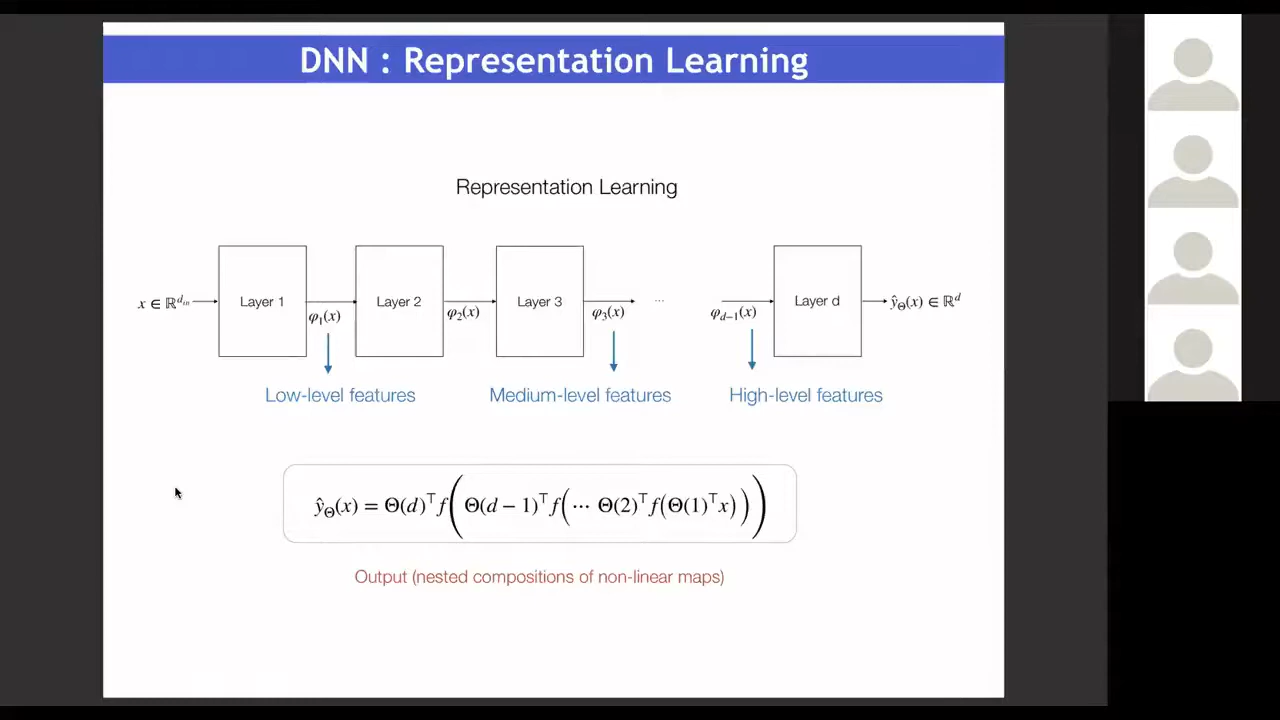 DNN : Representation Learning
Representation Learning
x ∈ ℝ^{d_{in}} Layer 1 Layer 2 Layer 3 ... Layer d ŷ_Θ(x) ∈ ℝ^d
φ₁(x) φ₂(x) φ₃(x) φ_{d−1}(x)
Low-level features Medium-level features High-level features
ŷ_Θ(x) = Θ(d)^⊤ f(Θ(d − 1)^⊤ f(⋯ Θ(2)^⊤ f(Θ(1)^⊤ x)))
Output (nested compositions of non-linear maps)